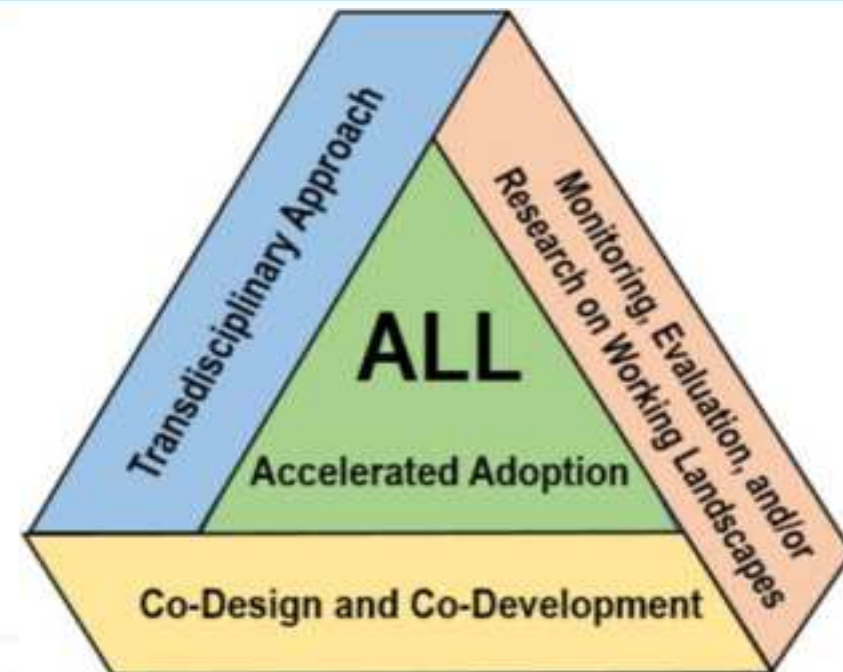 Transdisciplinary Approach
Monitoring, Evaluation, and/or
Research on Working Landscapes
ALL
Accelerated Adoption
Co-Design and Co-Development